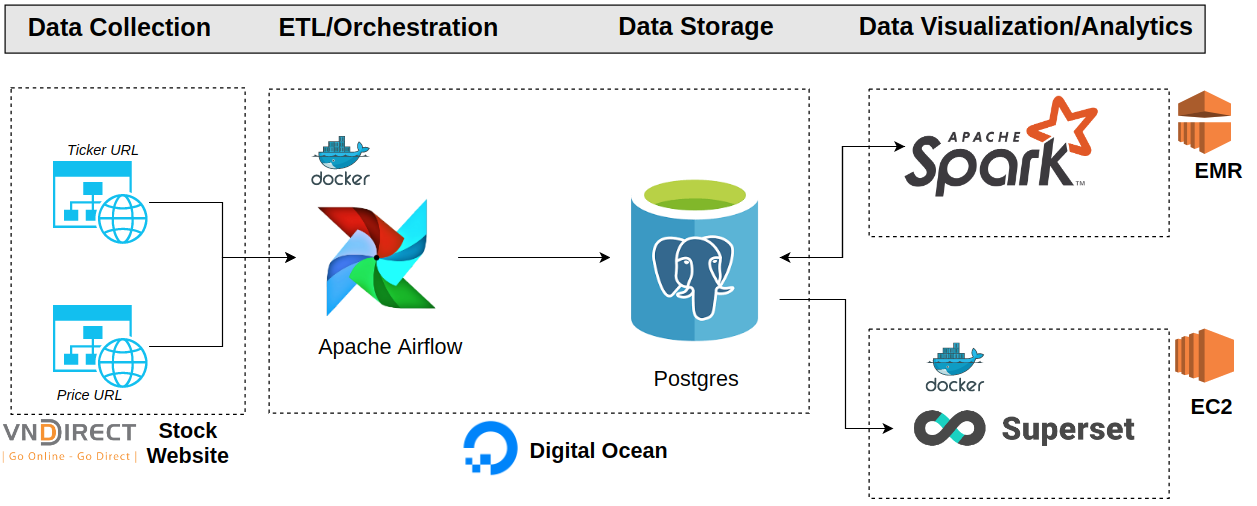 Data Collection
ETL/Orchestration
Data Storage
Data Visualization/Analytics
Ticker URL
Price URL
VNDIRECT
| Go Online - Go Direct |
Stock
Website
docker
Apache Airflow
Postgres
Digital Ocean
APACHE
Spark™
EMR
docker
Superset
EC2